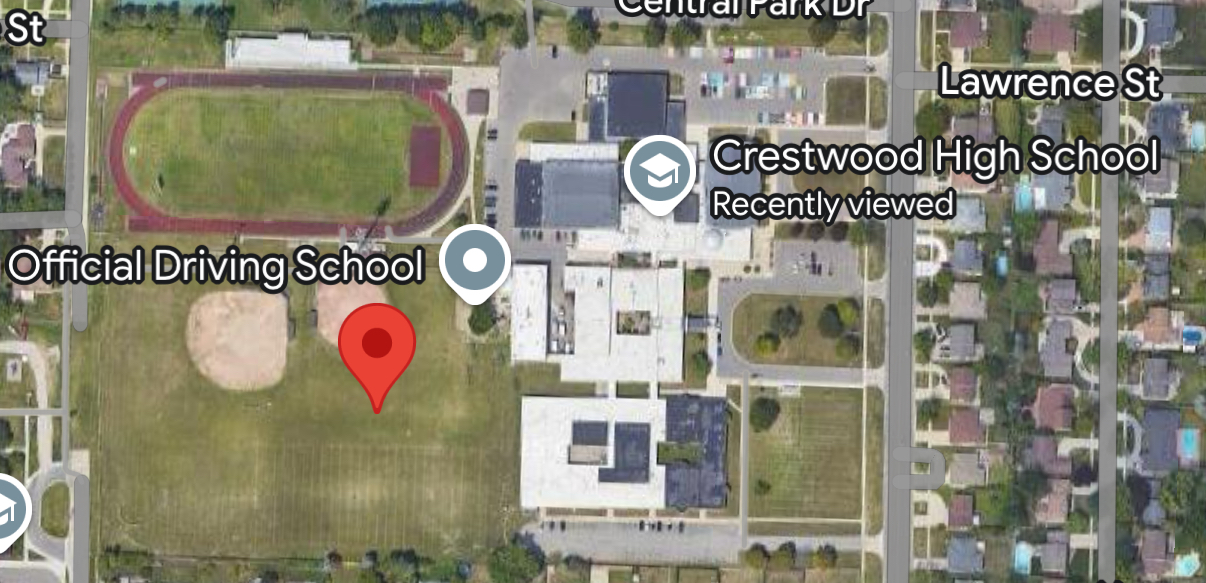 Central Park Dr
St
Lawrence St
Crestwood High School
Recently viewed
Official Driving School